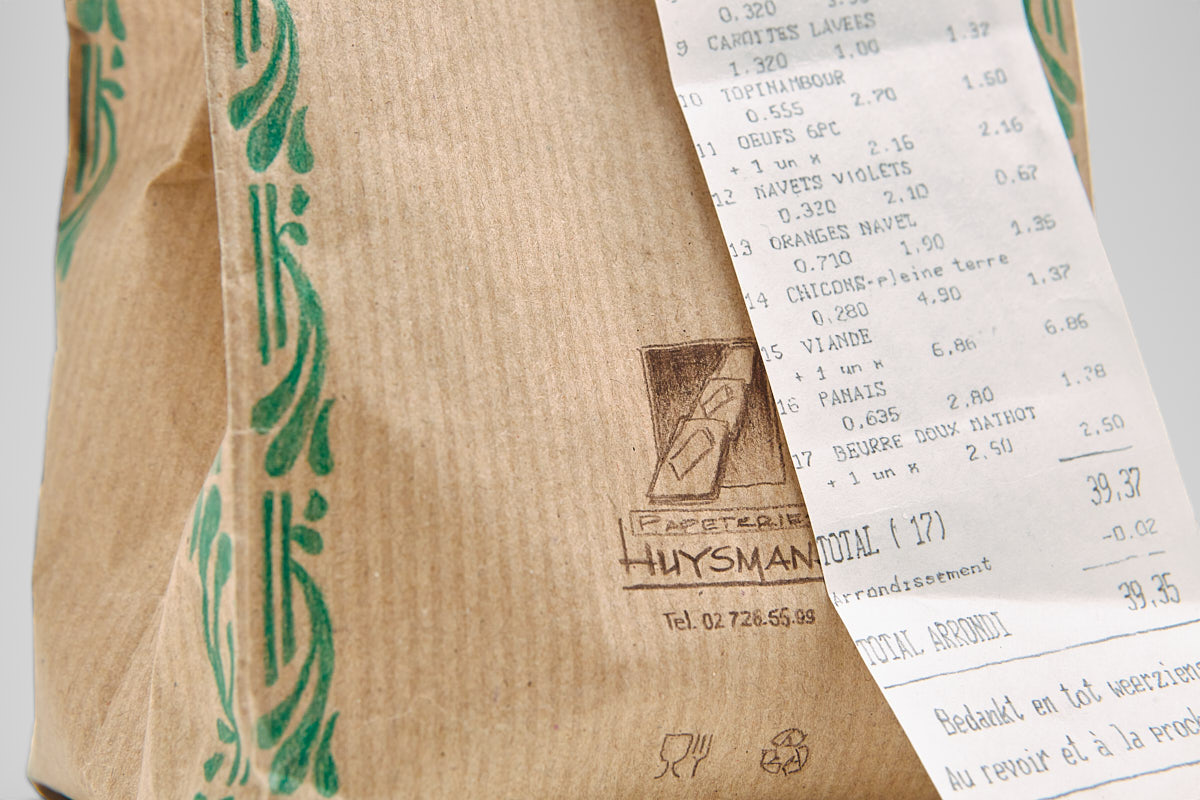 PAPETERIE
HUYSMAN
Tel. 02 726.55.99
0.320
9 CAROTTES LAVEES
1.320 1.00 1.32
10 TOPINAMBOUR
0.555 2.70 1.50
11 OEUFS 6PC
+ 1 un x 2.16 2.16
12 NAVETS VIOLETS
0.320 2.10 0.67
13 ORANGES NAVEL
0.710 1.90 1.35
14 CHICONS-pleine terre
0.280 4.90 1.37
15 VIANDE
+ 1 un x 6.86 6.86
16 PANAIS
0.635 2.80 1.78
17 BEURRE DOUX MATHOT
+ 1 un x 2.50 2.50
39,37
TOTAL ( 17)
Arrondissement -0.02
TOTAL ARRONDI 39,35
Bedankt en tot weerziens
Au revoir et à la proch